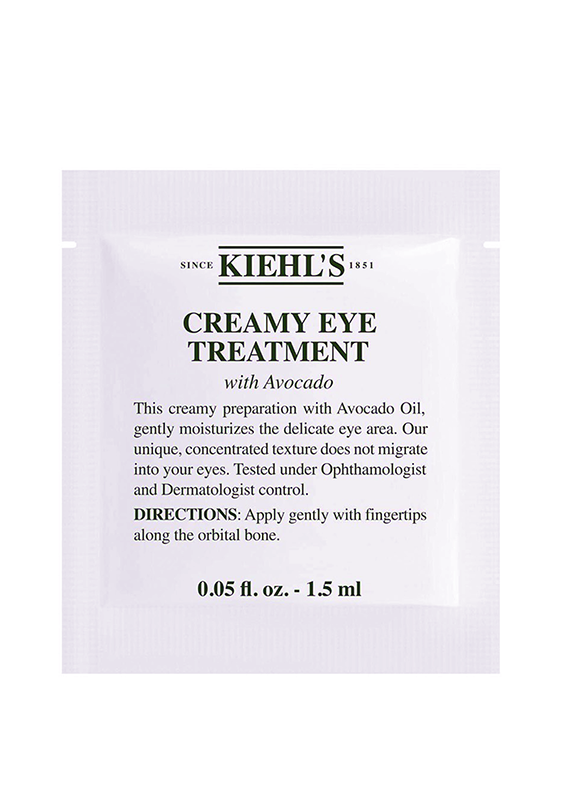 SINCE KIEHL'S 1851
CREAMY EYE
TREATMENT
with Avocado
This creamy preparation with Avocado Oil,
gently moisturizes the delicate eye area. Our
unique, concentrated texture does not migrate
into your eyes. Tested under Ophthamologist
and Dermatologist control.
DIRECTIONS: Apply gently with fingertips
along the orbital bone.
0.05 fl. oz. - 1.5 ml